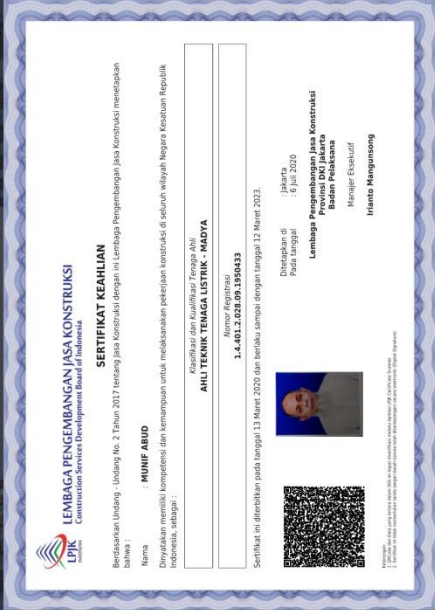 LPJK
LEMBAGA PENGEMBANGAN JASA KONSTRUKSI
Construction Services Development Board of Indonesia
SERTIFIKAT KEAHLIAN
Berdasarkan Undang - Undang No. 2 Tahun 2017 tentang Jasa Konstruksi dengan ini Lembaga Pengembangan Jasa Konstruksi menetapkan
bahwa :
Nama : MUNIF ABUD
Dinyatakan memiliki kompetensi dan kemampuan untuk melaksanakan pekerjaan konstruksi di seluruh wilayah Negara Kesatuan Republik
Indonesia, sebagai :
Klasifikasi dan Kualifikasi Tenaga Ahli
AHLI TEKNIK TENAGA LISTRIK - MADYA
Nomor Registrasi
1.4.401.2.028.09.1950433
Sertifikat ini diterbitkan pada tanggal 13 Maret 2020 dan berlaku sampai dengan tanggal 12 Maret 2023.
Ditetapkan di : Jakarta
Pada tanggal : 6 Juli 2020
Lembaga Pengembangan Jasa Konstruksi
Provinsi DKI Jakarta
Badan Pelaksana
Manajer Eksekutif
Irianto Mangunsong
Keterangan